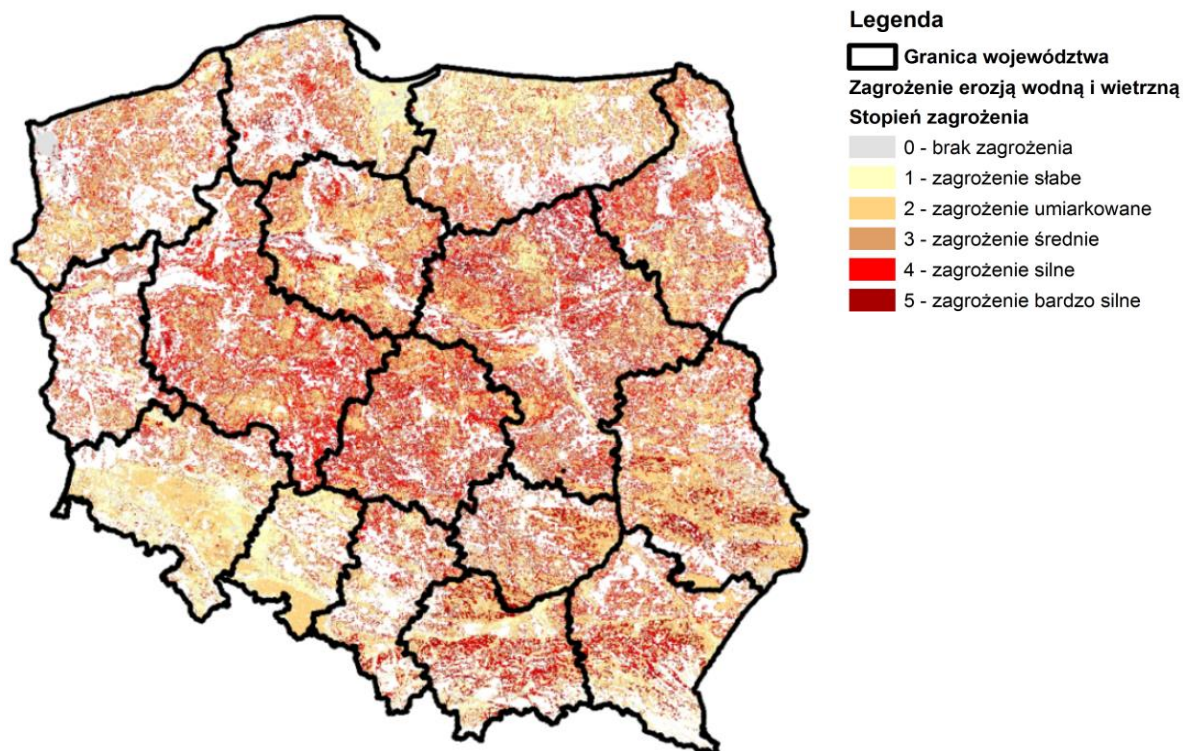 Legenda
Granica województwa
Zagrożenie erozją wodną i wietrzną
Stopień zagrożenia
0 - brak zagrożenia
1 - zagrożenie słabe
2 - zagrożenie umiarkowane
3 - zagrożenie średnie
4 - zagrożenie silne
5 - zagrożenie bardzo silne